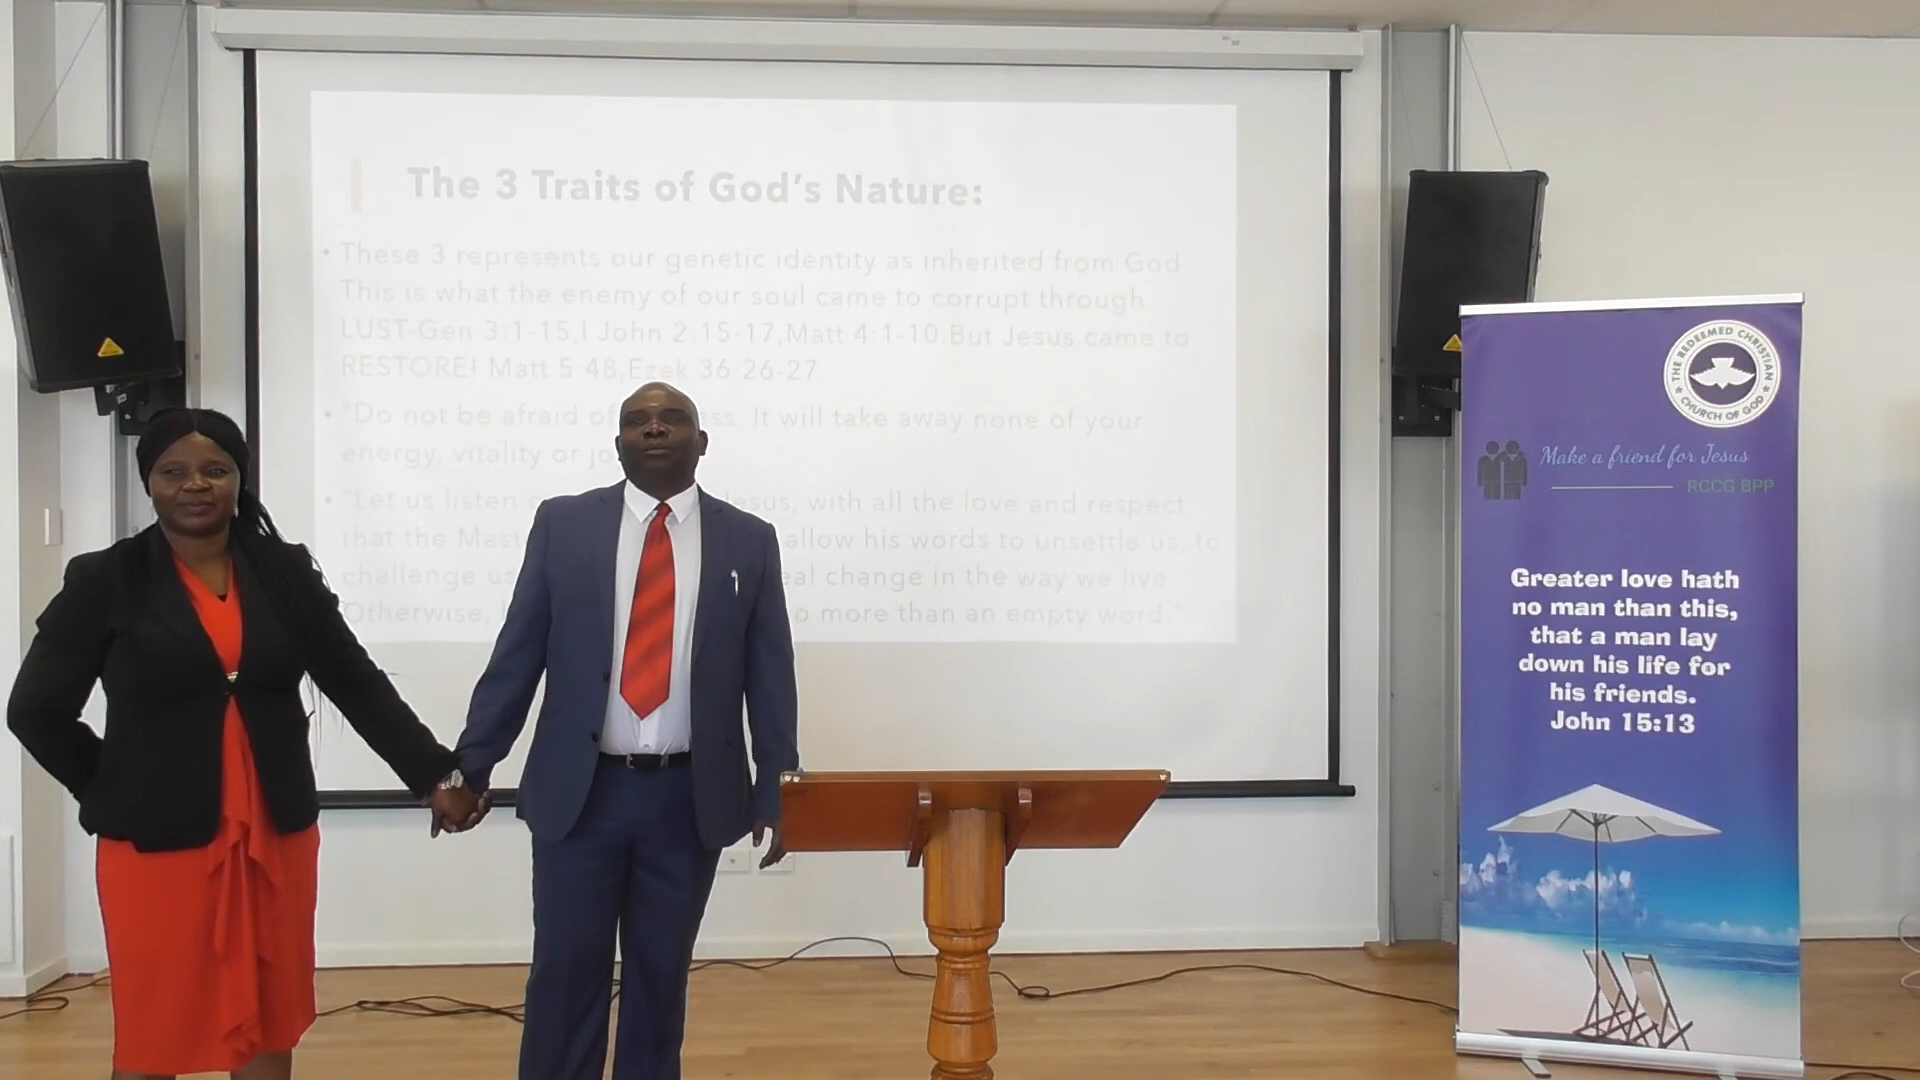 The 3 Traits of God's Nature:
• These 3 represents our genetic identity as inherited from God
This is what the enemy of our soul came to corrupt through
LUST-Gen 3:1-15,I John 2:15-17,Matt 4:1-10.But Jesus came to
RESTORE! Matt 5:48,Ezek 36:26-27
• "Do not be afraid of It will take away none of your
energy, vitality or
• "Let us listen with all the love and respect
that the allow his words to unsettle us, to
challenge change in the way we live.
Otherwise, more than an empty word."
THE REDEEMED CHRISTIAN
CHURCH OF GOD
Make a friend for Jesus
RCCG BPP
Greater love hath
no man than this,
that a man lay
down his life for
his friends.
John 15:13